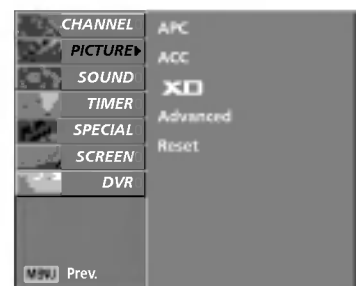 CHANNEL
PICTURE
SOUND
TIMER
SPECIAL
SCREEN
DVR
MENU Prev.
APC
ACC
XD
Advanced
Reset